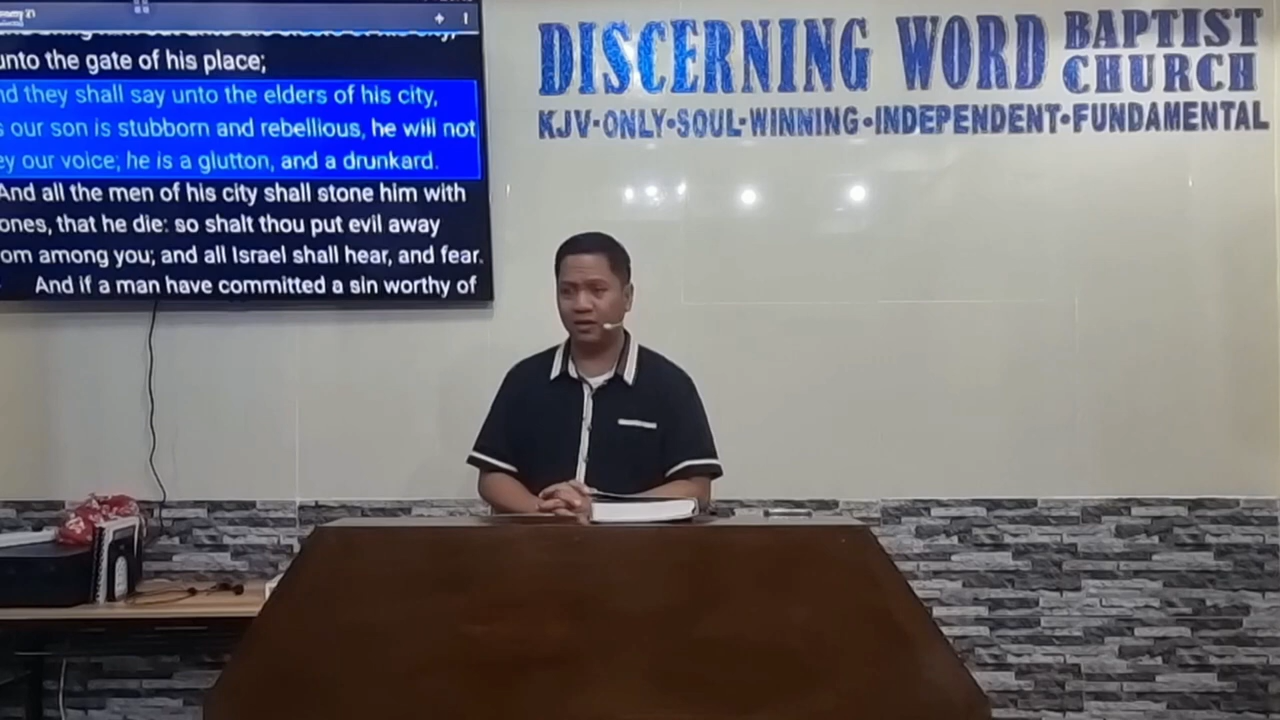 unto the gate of his place;
they shall say unto the elders of his city,
our son is stubborn and rebellious, he will not
our voice; he is a glutton, and a drunkard.
And all the men of his city shall stone him with
that he die: so shalt thou put evil away
among you; and all Israel shall hear, and fear.
And if a man have committed a sin worthy of
DISCERNING WORD BAPTIST CHURCH
KJV-ONLY•SOUL-WINNING•INDEPENDENT•FUNDAMENTAL